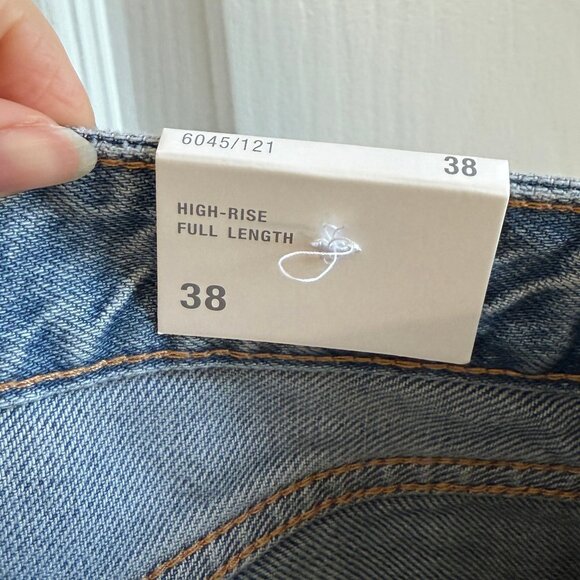 6045/121
38
HIGH-RISE
FULL LENGTH
38